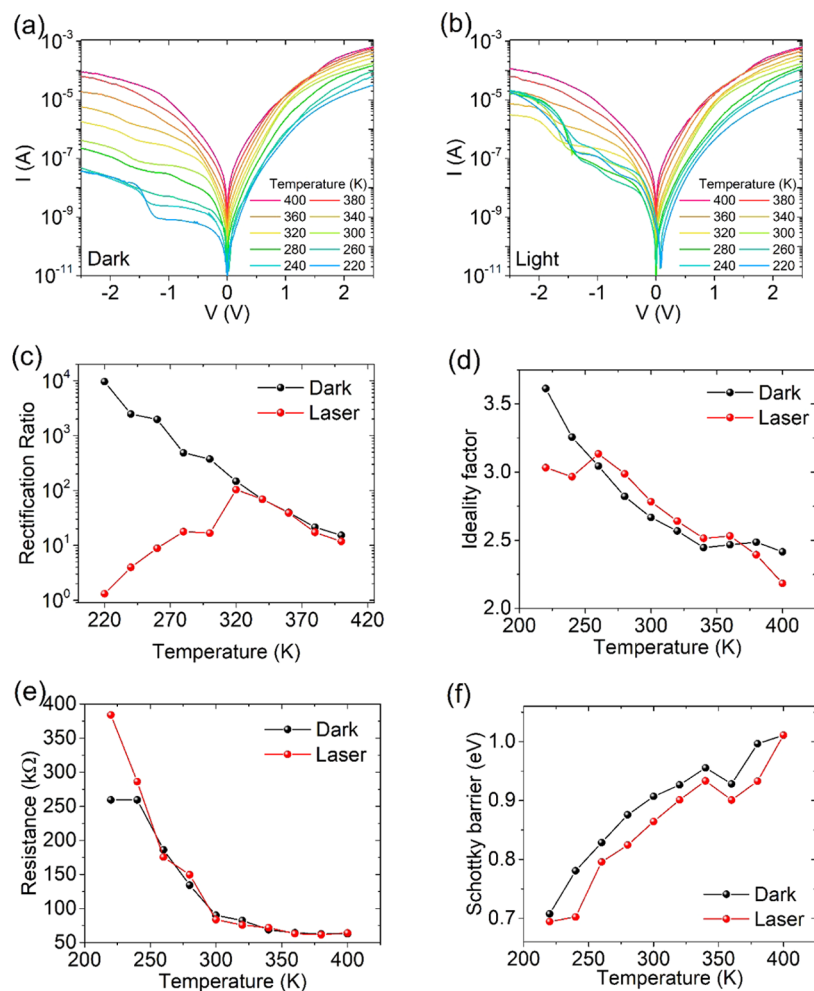 (a)
10^-3
10^-5
10^-7
10^-9
10^-11
I (A)
Temperature (K)
400 380
360 340
320 300
280 260
240 220
Dark
-2 -1 0 1 2
V (V)
(b)
10^-3
10^-5
10^-7
10^-9
10^-11
I (A)
Temperature (K)
400 380
360 340
320 300
280 260
240 220
Light
-2 -1 0 1 2
V (V)
(c)
10^4
10^3
10^2
10^1
10^0
Rectification Ratio
Dark
Laser
220 270 320 370 420
Temperature (K)
(d)
3.5
3.0
2.5
2.0
Ideality factor
Dark
Laser
200 250 300 350 400
Temperature (K)
(e)
400
350
300
250
200
150
100
50
Resistance (kΩ)
Dark
Laser
200 250 300 350 400
Temperature (K)
(f)
1.0
0.9
0.8
0.7
Schottky barrier (eV)
Dark
Laser
200 250 300 350 400
Temperature (K)